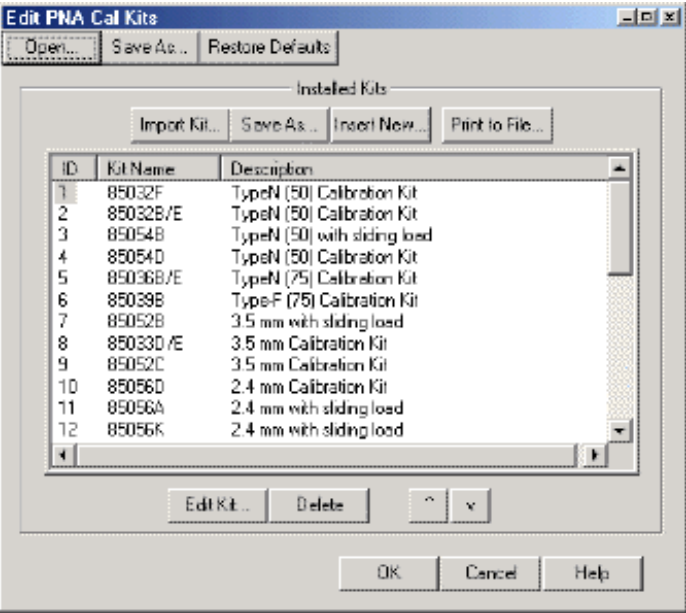 Edit PNA Cal Kits
Open... Save As... Restore Defaults
Installed Kits
Import Kit... Save As... Insert New... Print to File...
ID Kit Name Description
1 85032F TypeN (50) Calibration Kit
2 85032B/E TypeN (50) Calibration Kit
3 85054B TypeN (50) with sliding load
4 85054D TypeN (50) Calibration Kit
5 85036B/E TypeN (75) Calibration Kit
6 85039B Type-F (75) Calibration Kit
7 85052B 3.5 mm with sliding load
8 85033D/E 3.5 mm Calibration Kit
9 85052C 3.5 mm Calibration Kit
10 85056D 2.4 mm Calibration Kit
11 85056A 2.4 mm with sliding load
12 85056K 2.4 mm with sliding load
Edit Kit... Delete ^ v
OK Cancel Help